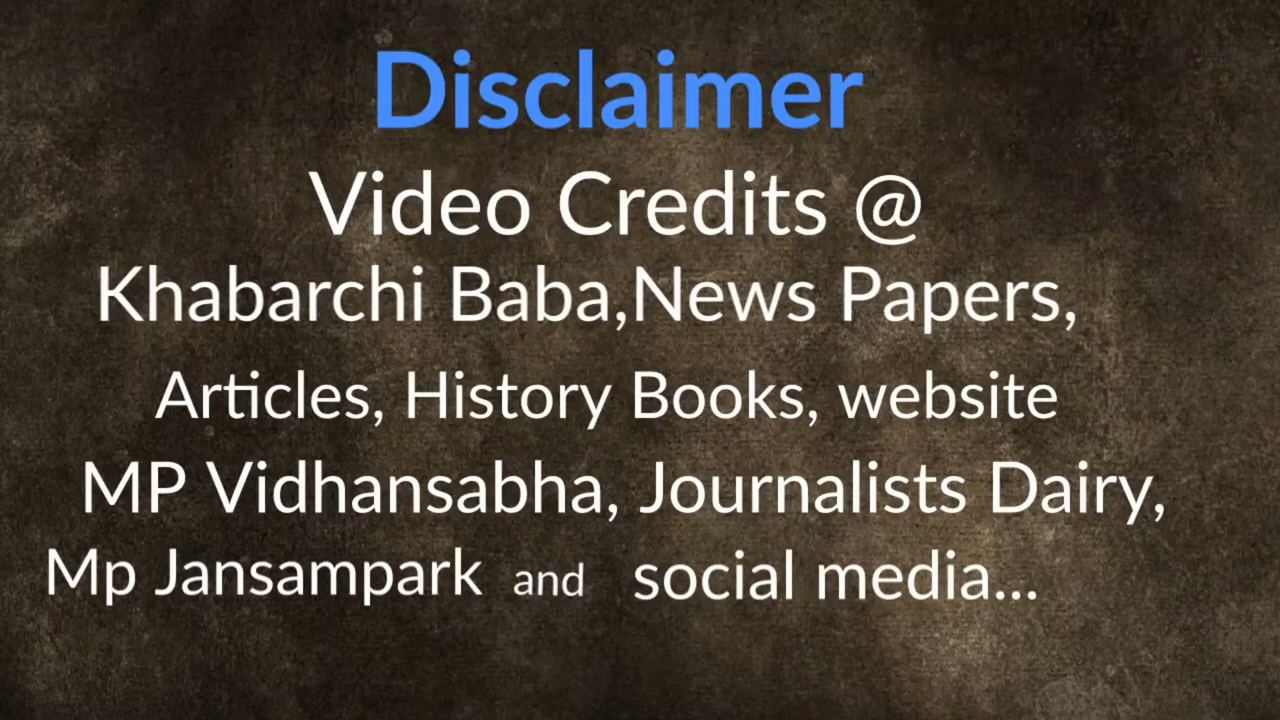 Disclaimer
Video Credits @
Khabarchi Baba,News Papers,
Articles, History Books, website
MP Vidhansabha, Journalists Dairy,
Mp Jansampark and social media...